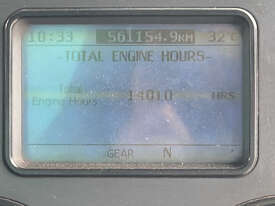 10:33 561154.9KM 32°C
-TOTAL ENGINE HOURS-
Total
Engine Hours 14010 HRS
GEAR N